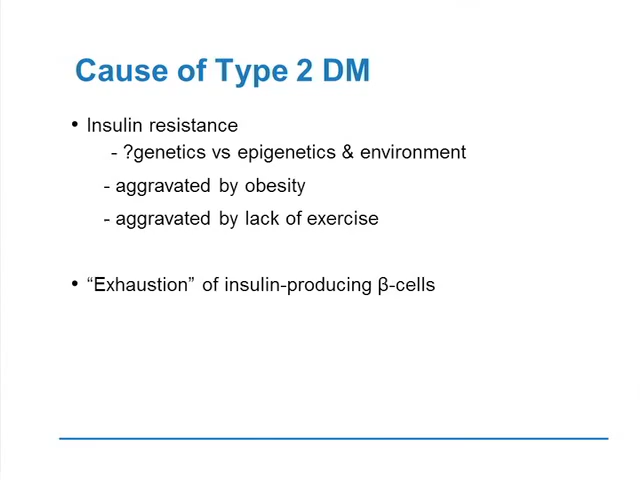 Cause of Type 2 DM
• Insulin resistance
- ?genetics vs epigenetics & environment
- aggravated by obesity
- aggravated by lack of exercise
• “Exhaustion” of insulin-producing β-cells